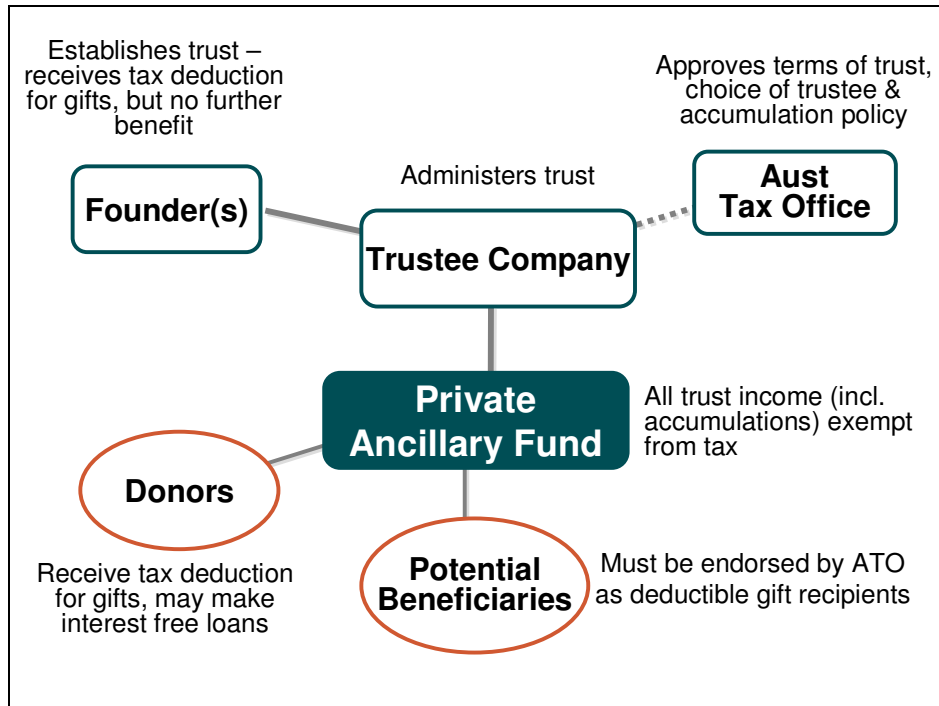 Establishes trust –
receives tax deduction
for gifts, but no further
benefit
Founder(s)
Administers trust
Trustee Company
Approves terms of trust,
choice of trustee &
accumulation policy
Aust
Tax Office
Private
Ancillary Fund
All trust income (incl.
accumulations) exempt
from tax
Donors
Receive tax deduction
for gifts, may make
interest free loans
Potential
Beneficiaries
Must be endorsed by ATO
as deductible gift recipients